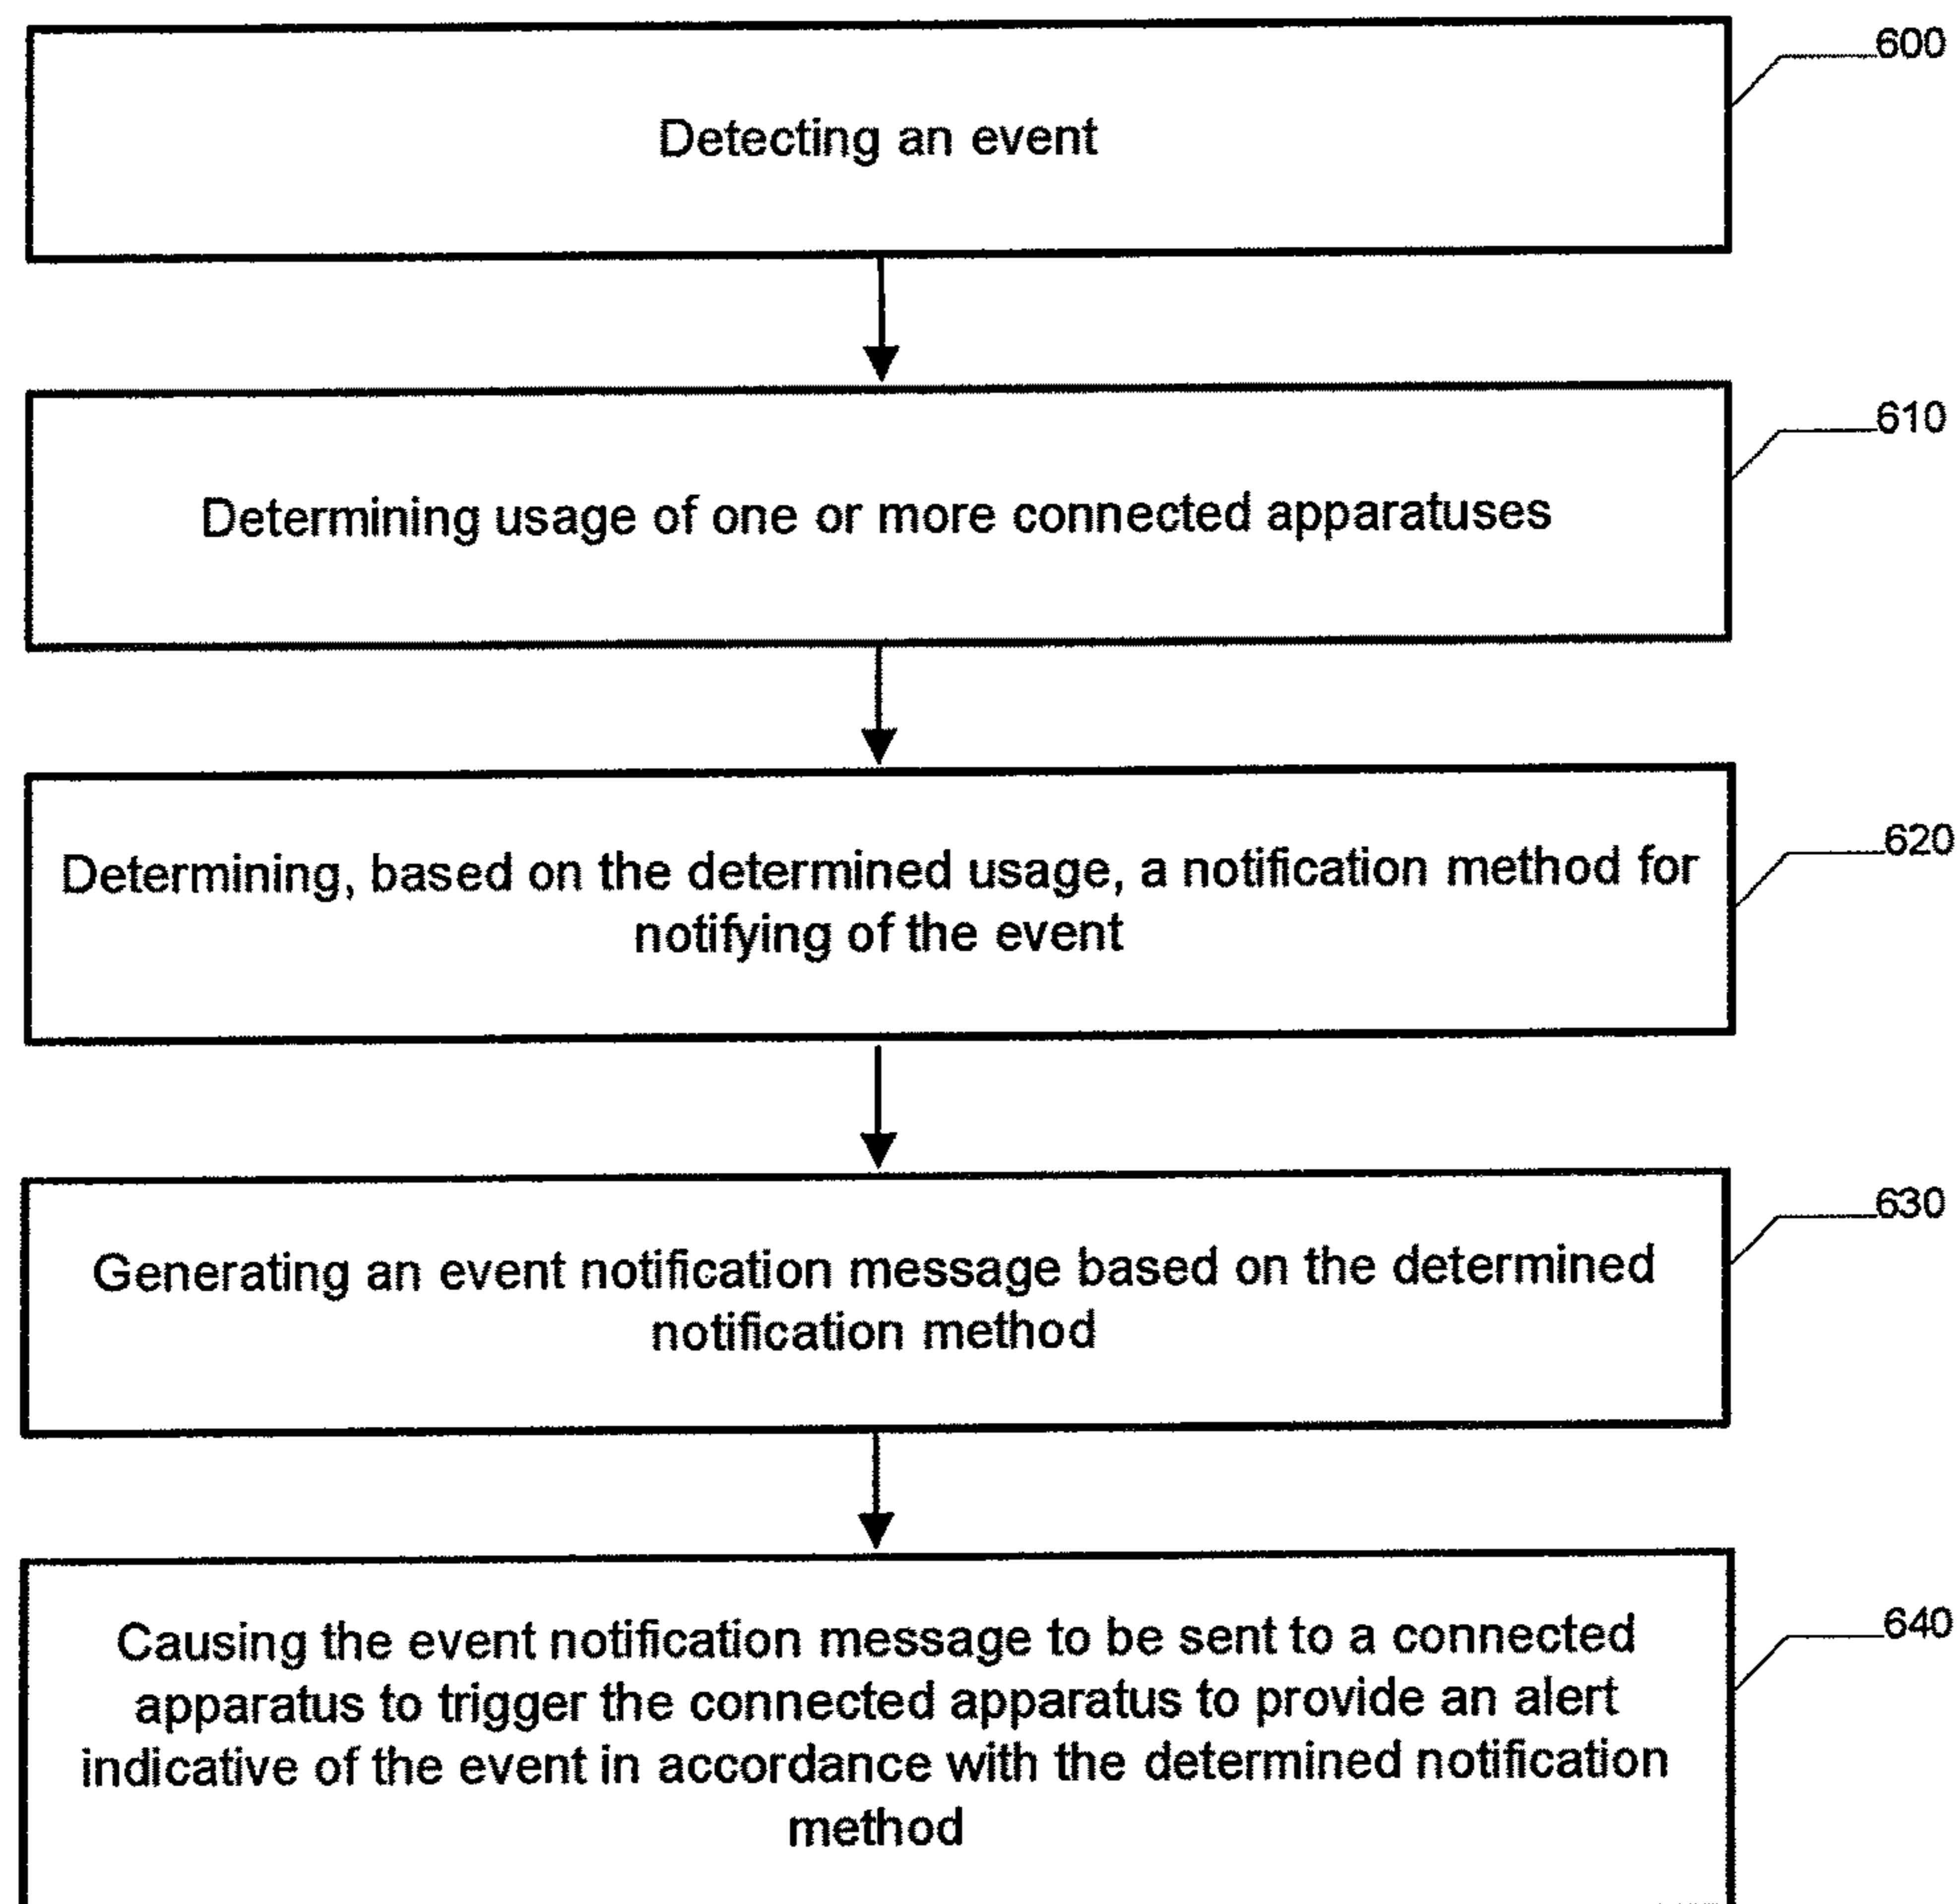 600
Detecting an event
610
Determining usage of one or more connected apparatuses
620
Determining, based on the determined usage, a notification method for
notifying of the event
630
Generating an event notification message based on the determined
notification method
640
Causing the event notification message to be sent to a connected
apparatus to trigger the connected apparatus to provide an alert
indicative of the event in accordance with the determined notification
method